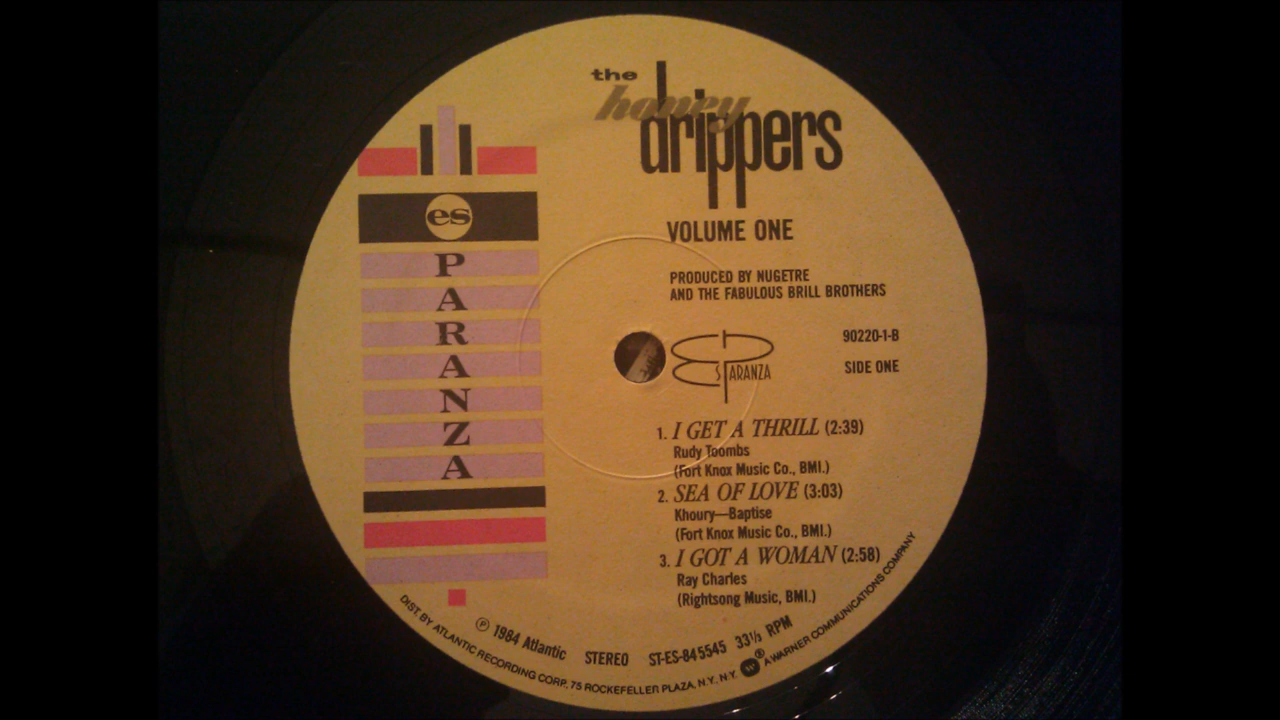 the
honey
drippers
VOLUME ONE
PRODUCED BY NUGETRE
AND THE FABULOUS BRILL BROTHERS
es
P
A
R
A
N
Z
A
ES PARANZA
90220-1-B
SIDE ONE
1. I GET A THRILL (2:39)
Rudy Toombs
(Fort Knox Music Co., BMI.)
2. SEA OF LOVE (3:03)
Khoury—Baptise
(Fort Knox Music Co., BMI.)
3. I GOT A WOMAN (2:58)
Ray Charles
(Rightsong Music, BMI.)
℗ 1984 Atlantic STEREO ST-ES-845545 33⅓ RPM
DIST. BY ATLANTIC RECORDING CORP., 75 ROCKEFELLER PLAZA, N.Y., N.Y. W® A WARNER COMMUNICATIONS COMPANY